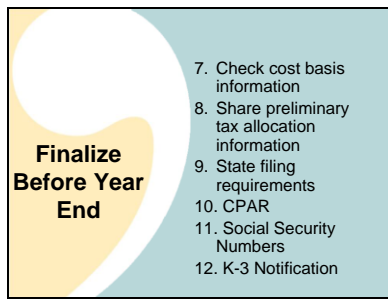 Finalize
Before Year
End
7. Check cost basis
information
8. Share preliminary
tax allocation
information
9. State filing
requirements
10. CPAR
11. Social Security
Numbers
12. K-3 Notification